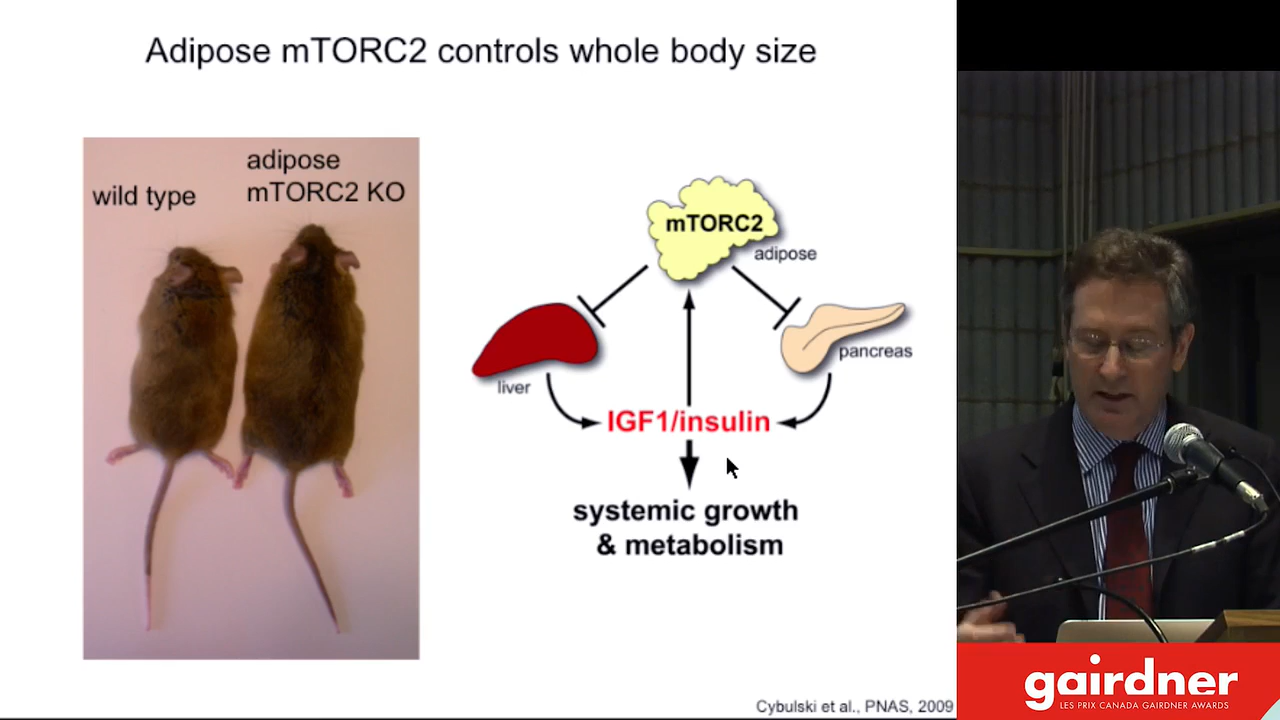 Adipose mTORC2 controls whole body size
wild type
adipose
mTORC2 KO
mTORC2
adipose
liver
pancreas
IGF1/insulin
systemic growth
& metabolism
Cybulski et al., PNAS, 2009
gairdner
LES PRIX CANADA GAIRDNER AWARDS